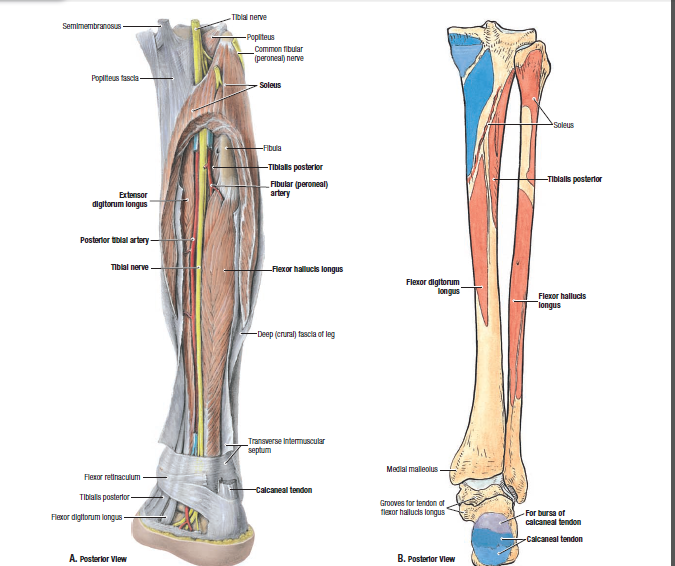 Semimembranosus
Tibial nerve
Popliteus
Common fibular
(peroneal) nerve
Popliteus fascia
Soleus
Fibula
Tibialis posterior
Fibular (peroneal)
artery
Extensor
digitorum longus
Posterior tibial artery
Tibial nerve
Flexor hallucis longus
Deep (crural) fascia of leg
Transverse intermuscular
septum
Flexor retinaculum
Calcaneal tendon
Tibialis posterior
Flexor digitorum longus
A. Posterior View
Soleus
Tibialis posterior
Flexor digitorum
longus
Flexor hallucis
longus
Medial malleolus
Grooves for tendon of
flexor hallucis longus
For bursa of
calcaneal tendon
Calcaneal tendon
B. Posterior View